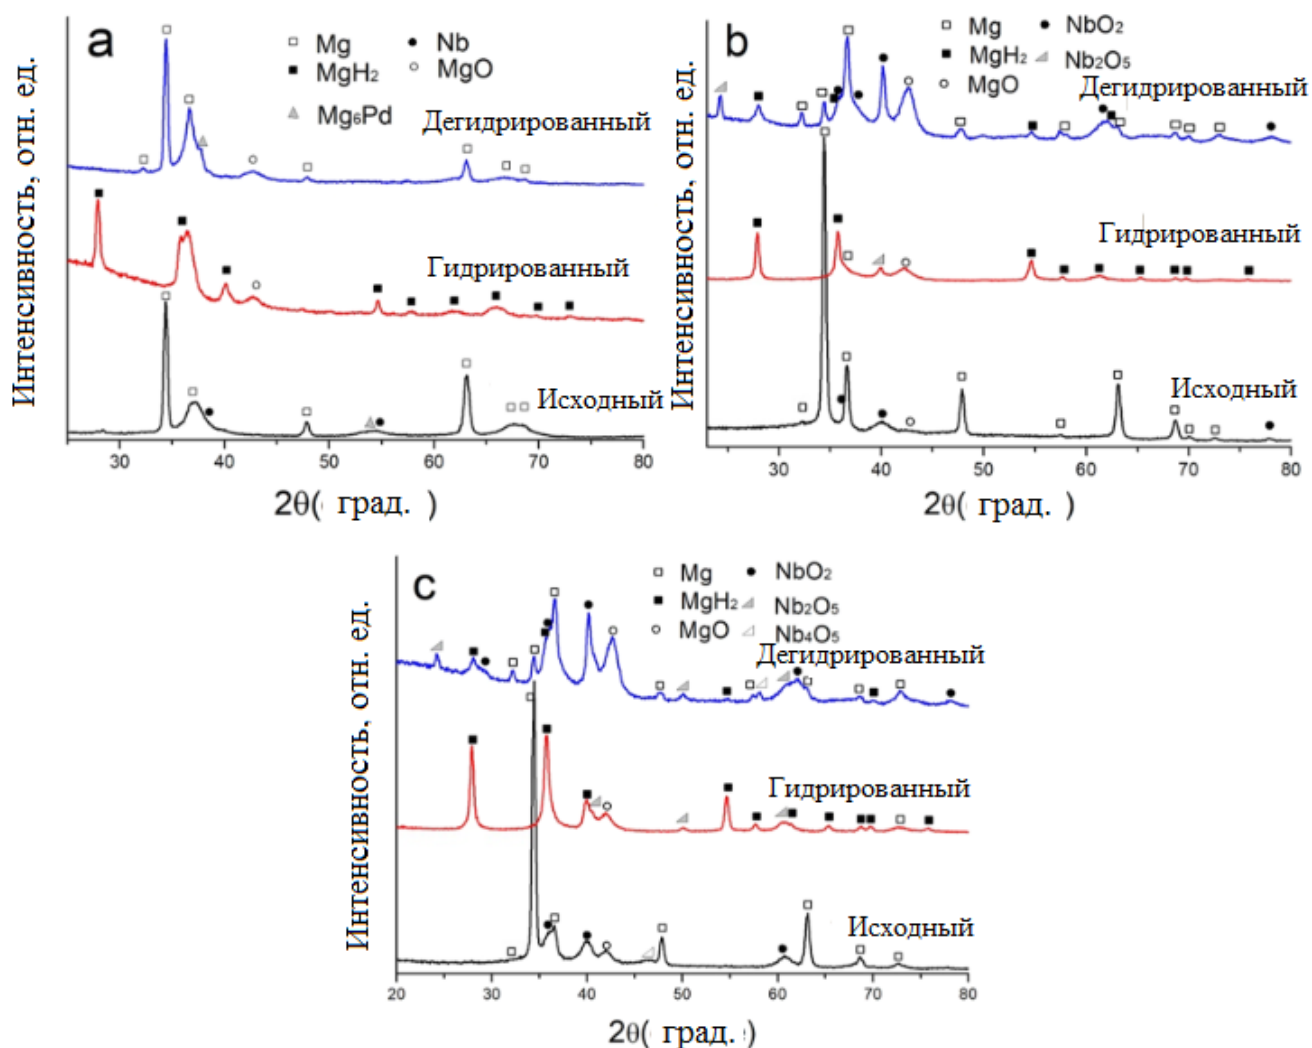 a
□ Mg ● Nb
■ MgH₂ ○ MgO
▲ Mg₆Pd
Дегидрированный
Гидрированный
Исходный
Интенсивность, отн. ед.
30 40 50 60 70 80
2θ( град. )
b
□ Mg ● NbO₂
■ MgH₂ ◢ Nb₂O₅
○ MgO
Дегидрированный
Гидрированный
Исходный
Интенсивность, отн. ед.
30 40 50 60 70 80
2θ( град. )
c
□ Mg ● NbO₂
■ MgH₂ ◢ Nb₂O₅
○ MgO ◿ Nb₄O₅
Дегидрированный
Гидрированный
Исходный
Интенсивность, отн. ед.
20 30 40 50 60 70 80
2θ( град. )